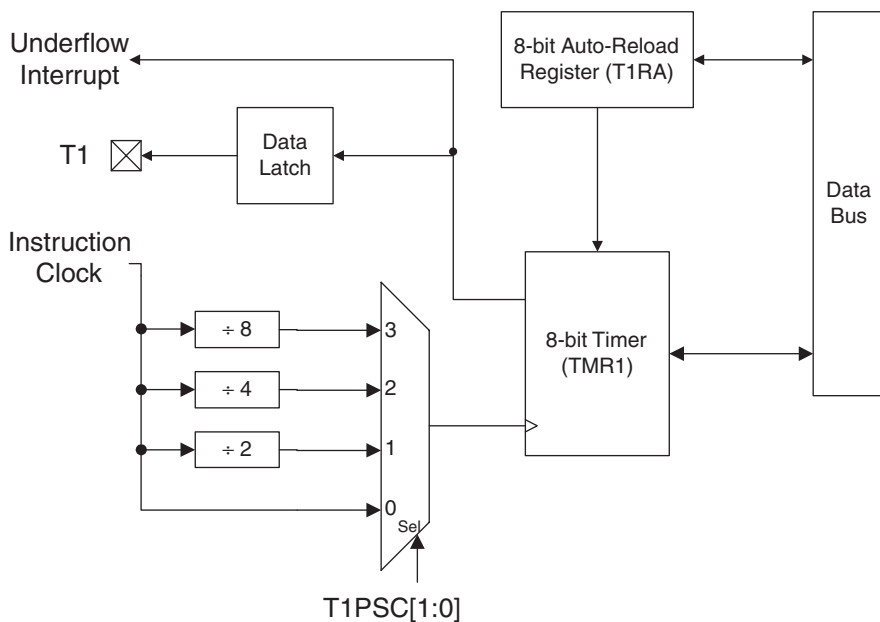 Underflow
Interrupt
8-bit Auto-Reload
Register (T1RA)
T1
Data
Latch
Data
Bus
Instruction
Clock
÷ 8
3
8-bit Timer
(TMR1)
÷ 4
2
÷ 2
1
0
Sel
T1PSC[1:0]